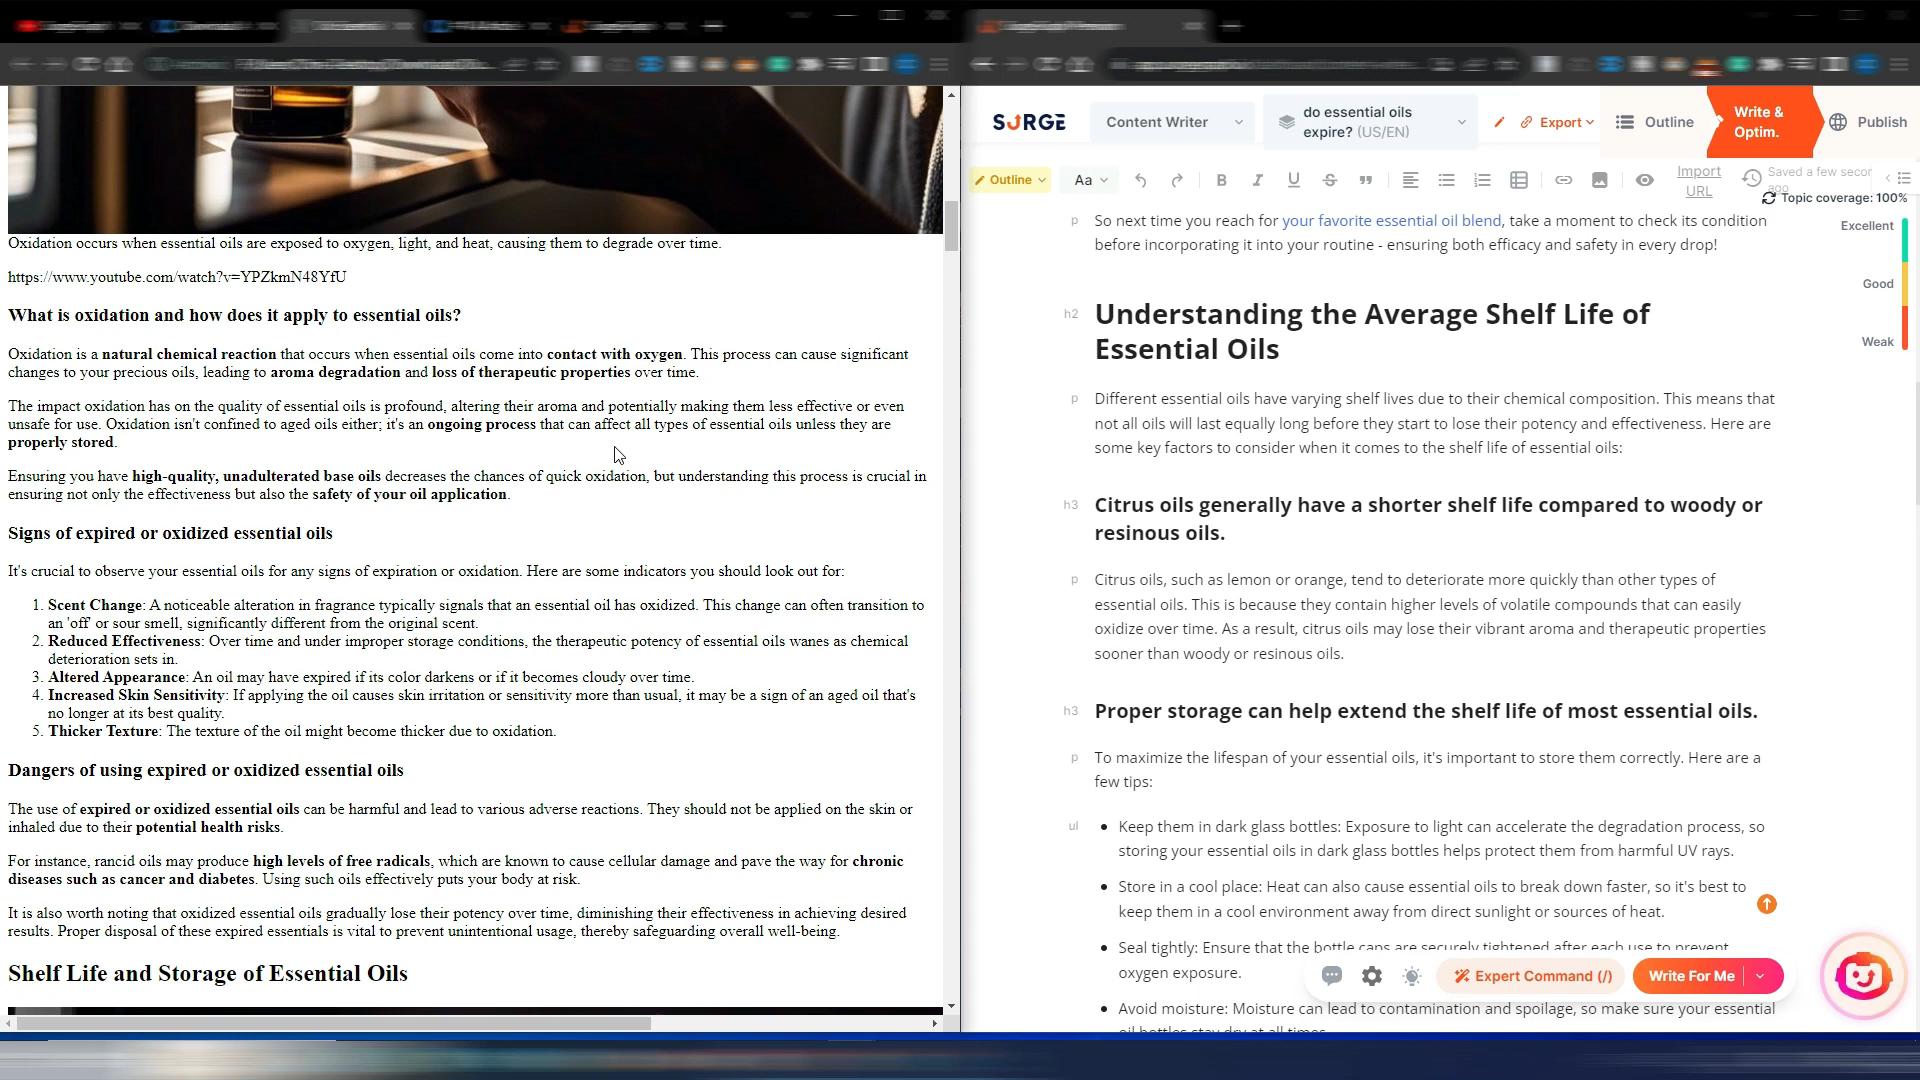 Oxidation occurs when essential oils are exposed to oxygen, light, and heat, causing them to degrade over time.
https://www.youtube.com/watch?v=YPZkmN48YfU
What is oxidation and how does it apply to essential oils?
Oxidation is a natural chemical reaction that occurs when essential oils come into contact with oxygen. This process can cause significant
changes to your precious oils, leading to aroma degradation and loss of therapeutic properties over time.
The impact oxidation has on the quality of essential oils is profound, altering their aroma and potentially making them less effective or even
unsafe for use. Oxidation isn't confined to aged oils either; it's an ongoing process that can affect all types of essential oils unless they are
properly stored.
Ensuring you have high-quality, unadulterated base oils decreases the chances of quick oxidation, but understanding this process is crucial in
ensuring not only the effectiveness but also the safety of your oil application.
Signs of expired or oxidized essential oils
It's crucial to observe your essential oils for any signs of expiration or oxidation. Here are some indicators you should look out for:
1. Scent Change: A noticeable alteration in fragrance typically signals that an essential oil has oxidized. This change can often transition to
an 'off' or sour smell, significantly different from the original scent.
2. Reduced Effectiveness: Over time and under improper storage conditions, the therapeutic potency of essential oils wanes as chemical
deterioration sets in.
3. Altered Appearance: An oil may have expired if its color darkens or if it becomes cloudy over time.
4. Increased Skin Sensitivity: If applying the oil causes skin irritation or sensitivity more than usual, it may be a sign of an aged oil that's
no longer at its best quality.
5. Thicker Texture: The texture of the oil might become thicker due to oxidation.
Dangers of using expired or oxidized essential oils
The use of expired or oxidized essential oils can be harmful and lead to various adverse reactions. They should not be applied on the skin or
inhaled due to their potential health risks.
For instance, rancid oils may produce high levels of free radicals, which are known to cause cellular damage and pave the way for chronic
diseases such as cancer and diabetes. Using such oils effectively puts your body at risk.
It is also worth noting that oxidized essential oils gradually lose their potency over time, diminishing their effectiveness in achieving desired
results. Proper disposal of these expired essentials is vital to prevent unintentional usage, thereby safeguarding overall well-being.
Shelf Life and Storage of Essential Oils
SURGE
Content Writer
do essential oils
expire? (US/EN)
Export
Outline
Write &
Optim.
Publish
Outline
Aa
Import
URL
Saved a few secon
ago
Topic coverage: 100%
Excellent
Good
Weak
p So next time you reach for your favorite essential oil blend, take a moment to check its condition
before incorporating it into your routine - ensuring both efficacy and safety in every drop!
h2 Understanding the Average Shelf Life of
Essential Oils
p Different essential oils have varying shelf lives due to their chemical composition. This means that
not all oils will last equally long before they start to lose their potency and effectiveness. Here are
some key factors to consider when it comes to the shelf life of essential oils:
h3 Citrus oils generally have a shorter shelf life compared to woody or
resinous oils.
p Citrus oils, such as lemon or orange, tend to deteriorate more quickly than other types of
essential oils. This is because they contain higher levels of volatile compounds that can easily
oxidize over time. As a result, citrus oils may lose their vibrant aroma and therapeutic properties
sooner than woody or resinous oils.
h3 Proper storage can help extend the shelf life of most essential oils.
p To maximize the lifespan of your essential oils, it's important to store them correctly. Here are a
few tips:
ul • Keep them in dark glass bottles: Exposure to light can accelerate the degradation process, so
storing your essential oils in dark glass bottles helps protect them from harmful UV rays.
• Store in a cool place: Heat can also cause essential oils to break down faster, so it's best to
keep them in a cool environment away from direct sunlight or sources of heat.
• Seal tightly: Ensure that the bottle caps are securely tightened after each use to prevent
oxygen exposure.
Expert Command (/)
Write For Me
• Avoid moisture: Moisture can lead to contamination and spoilage, so make sure your essential
oil bottles stay dry at all times.